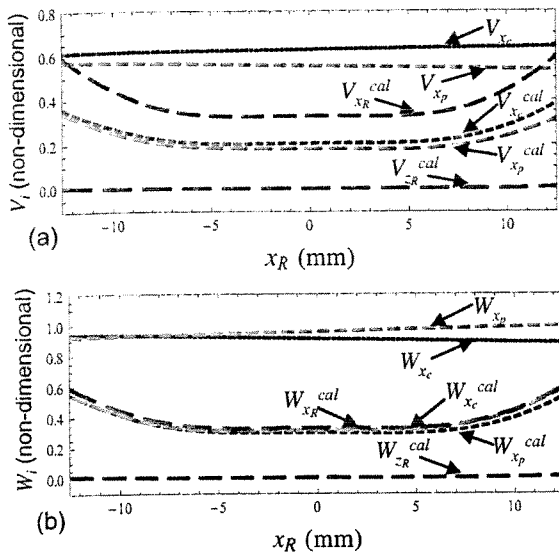 0.8
0.6
0.4
0.2
0.0
V_i (non-dimensional)
V_{x_c}
V_{x_p}
V_{x_R}^{cal}
V_{x_c}^{cal}
V_{x_p}^{cal}
V_{z_R}^{cal}
-10 -5 0 5 10
(a)
x_R (mm)
1.2
1.0
0.8
0.6
0.4
0.2
0.0
W_i (non-dimensional)
W_{x_p}
W_{x_c}
W_{x_R}^{cal}
W_{x_c}^{cal}
W_{z_R}^{cal}
W_{x_p}^{cal}
-10 -5 0 5 10
(b)
x_R (mm)